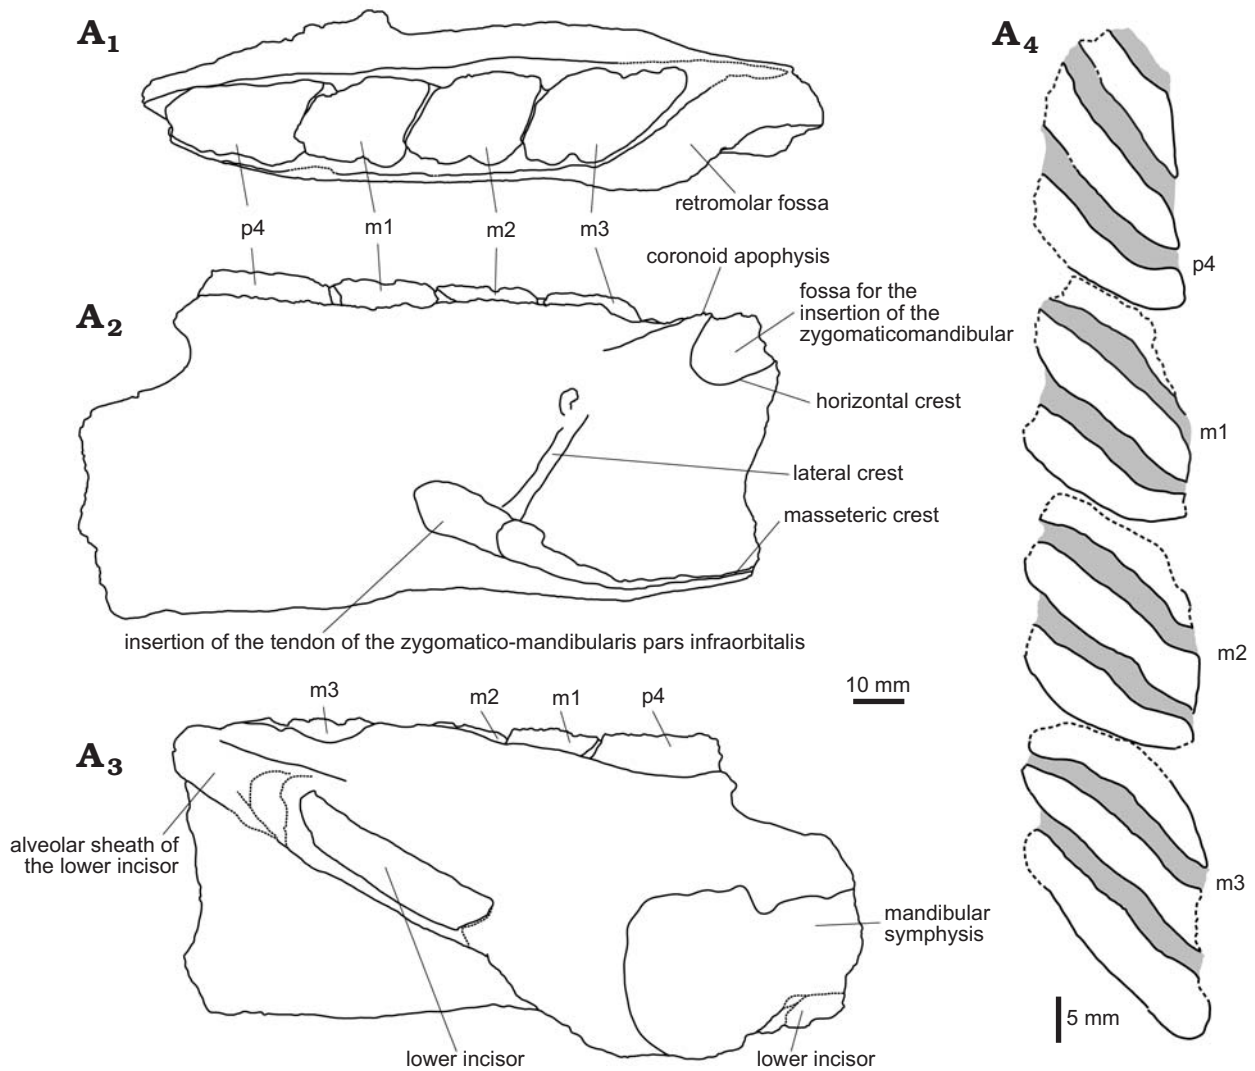 A1
A4
retromolar fossa
p4
m1
m2
m3
coronoid apophysis
fossa for the
insertion of the
zygomaticomandibular
A2
horizontal crest
lateral crest
masseteric crest
insertion of the tendon of the zygomatico-mandibularis pars infraorbitalis
10 mm
m3
m2
m1
p4
A3
alveolar sheath of
the lower incisor
mandibular
symphysis
lower incisor
lower incisor
p4
m1
m2
m3
5 mm